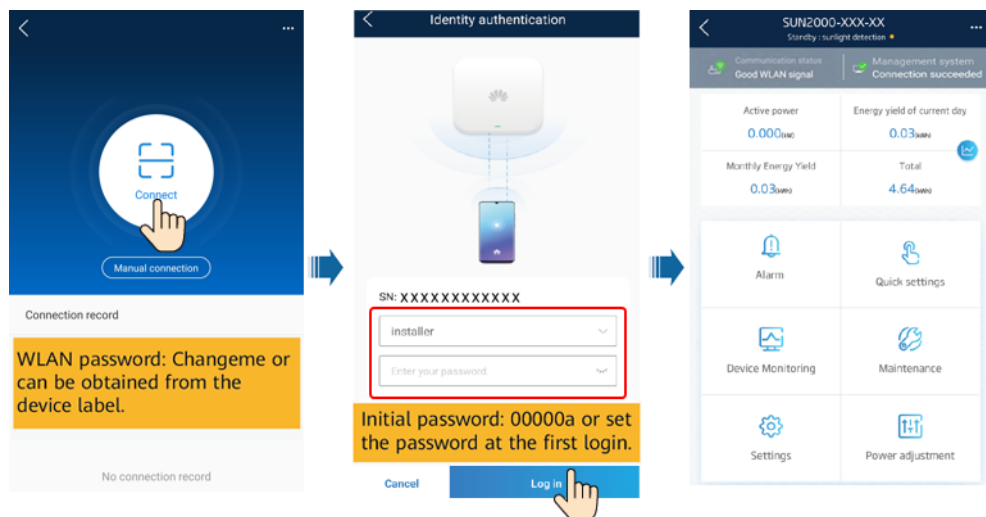 Connect
Manual connection
Connection record
WLAN password: Changeme or
can be obtained from the
device label.
No connection record
Identity authentication
SN: XXXXXXXXXXXX
installer
Enter your password
Initial password: 00000a or set
the password at the first login.
Cancel
Log in
SUN2000-XXX-XX
Standby : sunlight detection
Communication status
Good WLAN signal
Management system
Connection succeeded
Active power
0.000(kW)
Energy yield of current day
0.03(kWh)
Monthly Energy Yield
0.03(kWh)
Total
4.64(kWh)
Alarm
Quick settings
Device Monitoring
Maintenance
Settings
Power adjustment